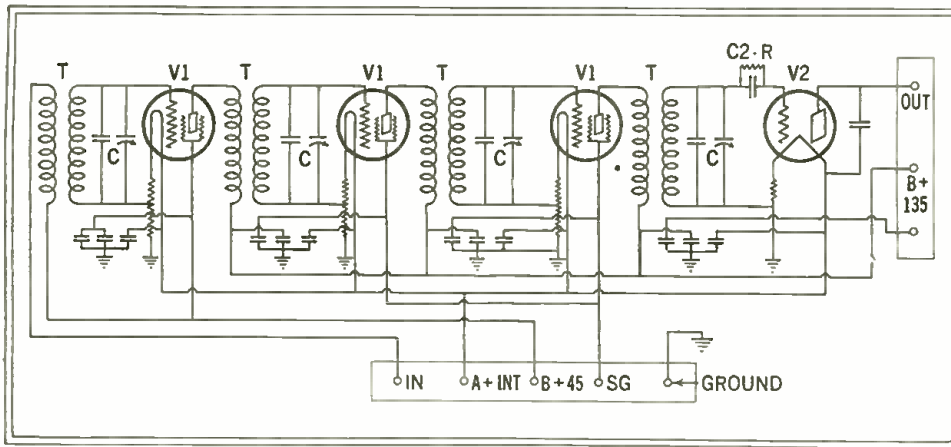 C2·R
T V1 T V1 T V1 T V2
OUT
C C C C
B+
135
IN A+INT B+45 SG GROUND